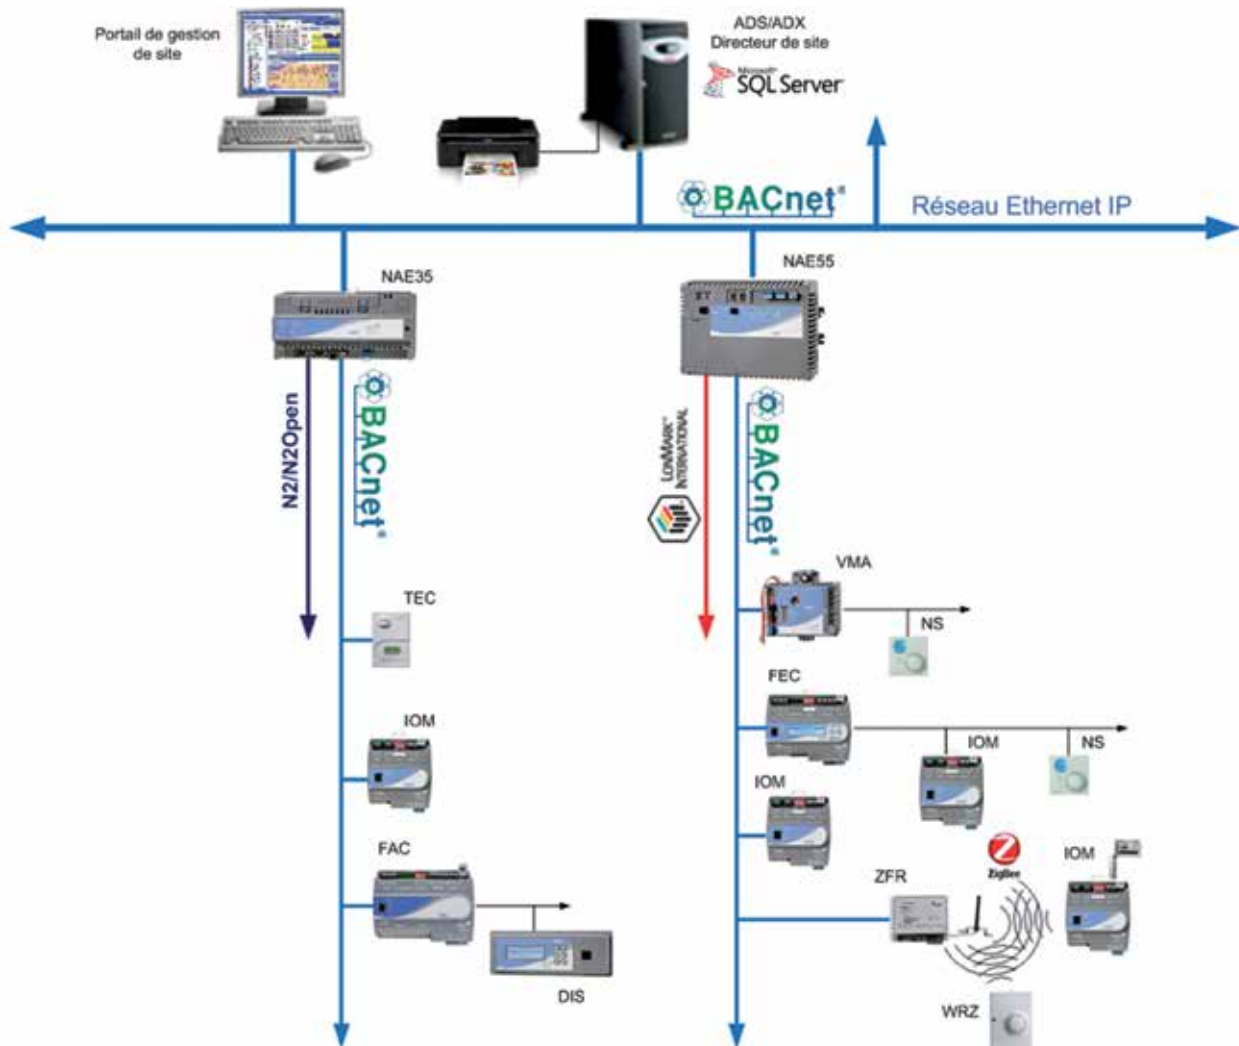 Portail de gestion
de site
ADS/ADX
Directeur de site
Microsoft®
SQL Server
BACnet®
Réseau Ethernet IP
NAE35
NAE55
N2/N2Open
BACnet®
LONMARK®
INTERNATIONAL
BACnet®
VMA
NS
TEC
FEC
IOM
NS
IOM
IOM
FAC
DIS
ZFR
ZigBee
IOM
WRZ